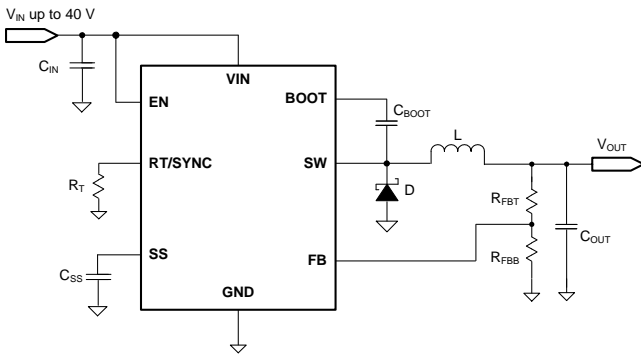 V_IN up to 40 V
C_IN
VIN
EN
BOOT
C_BOOT
L
V_OUT
RT/SYNC
SW
R_T
D
R_FBT
C_OUT
SS
C_SS
FB
R_FBB
GND